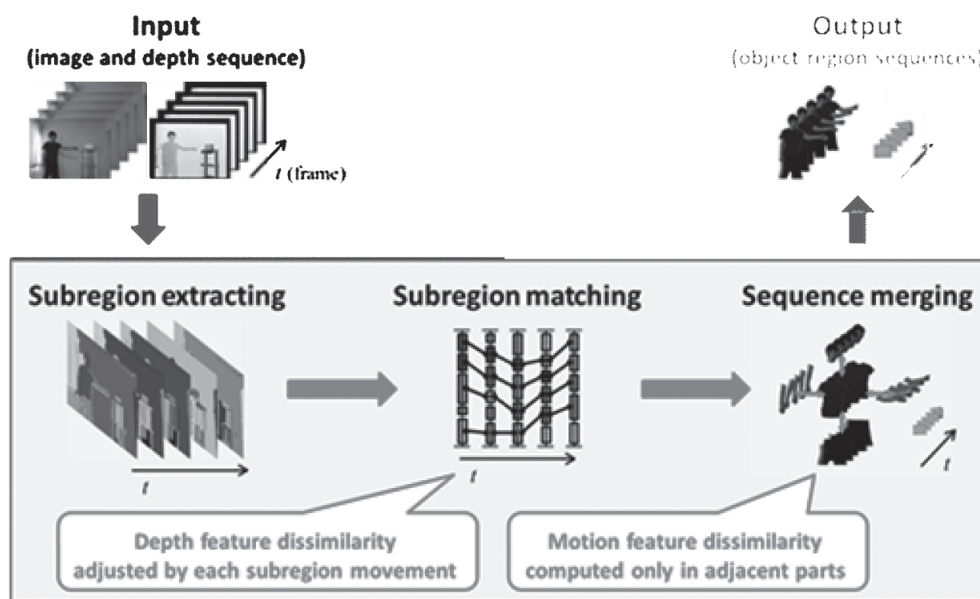 Input
(image and depth sequence)
t (frame)
Output
(object region sequences)
t
Subregion extracting
Subregion matching
Sequence merging
t
t
t
Depth feature dissimilarity
adjusted by each subregion movement
Motion feature dissimilarity
computed only in adjacent parts